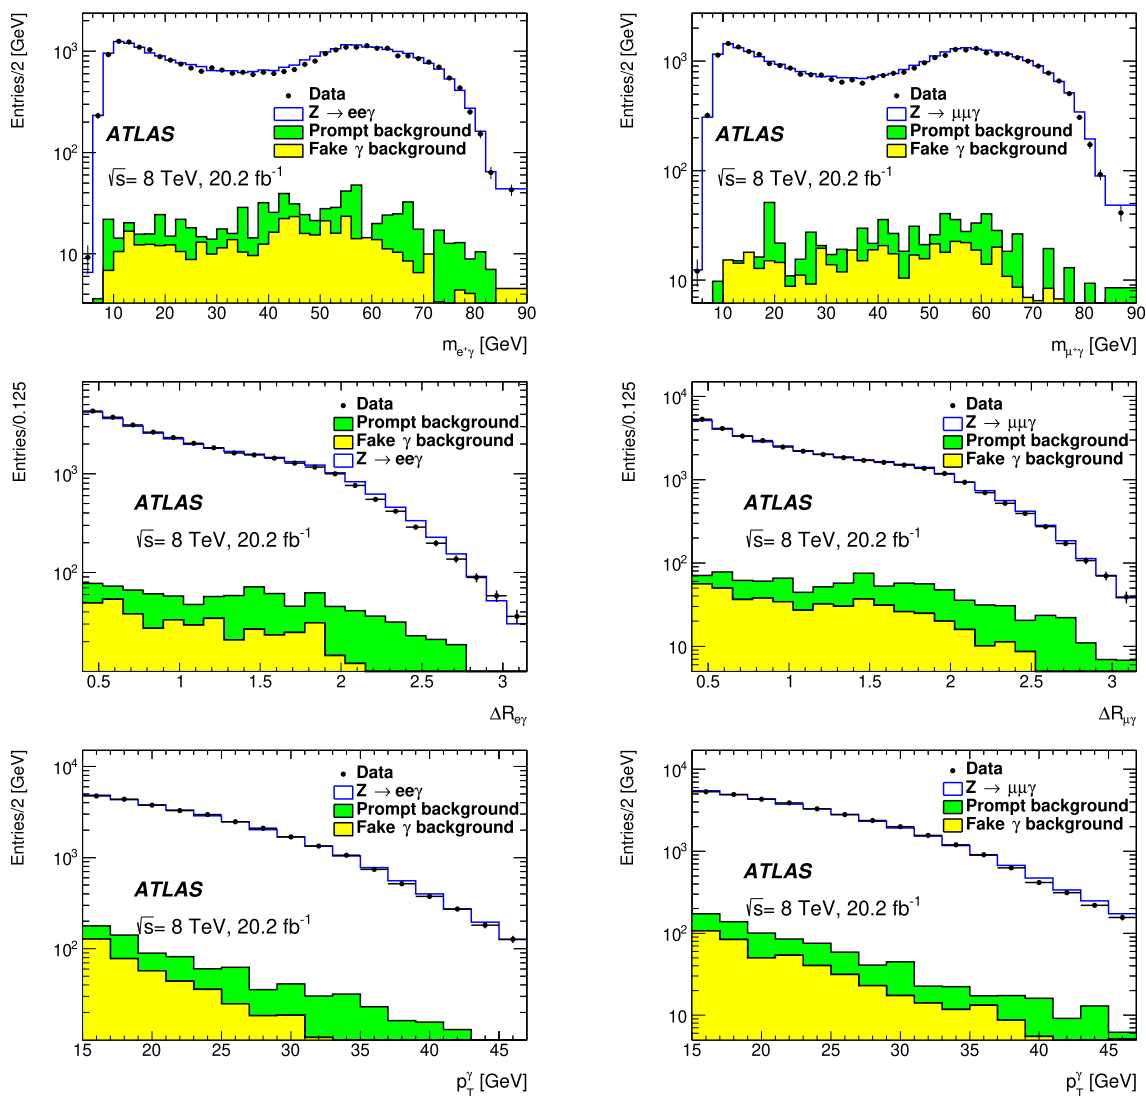 Entries/2 [GeV]
10³
10²
10
Data
Z → eeγ
Prompt background
Fake γ background
ATLAS
√s= 8 TeV, 20.2 fb⁻¹
10 20 30 40 50 60 70 80 90
m e⁺γ [GeV]
Entries/2 [GeV]
10³
10²
10
Data
Z → μμγ
Prompt background
Fake γ background
ATLAS
√s= 8 TeV, 20.2 fb⁻¹
10 20 30 40 50 60 70 80 90
m μ⁺γ [GeV]
Entries/0.125
10³
10²
Data
Prompt background
Fake γ background
Z → eeγ
ATLAS
√s= 8 TeV, 20.2 fb⁻¹
0.5 1 1.5 2 2.5 3
ΔR eγ
Entries/0.125
10⁴
10³
10²
10
Data
Z → μμγ
Prompt background
Fake γ background
ATLAS
√s= 8 TeV, 20.2 fb⁻¹
0.5 1 1.5 2 2.5 3
ΔR μγ
Entries/2 [GeV]
10⁴
10³
10²
Data
Z → eeγ
Prompt background
Fake γ background
ATLAS
√s= 8 TeV, 20.2 fb⁻¹
15 20 25 30 35 40 45
p T γ [GeV]
Entries/2 [GeV]
10⁴
10³
10²
10
Data
Z → μμγ
Prompt background
Fake γ background
ATLAS
√s= 8 TeV, 20.2 fb⁻¹
15 20 25 30 35 40 45
p T γ [GeV]